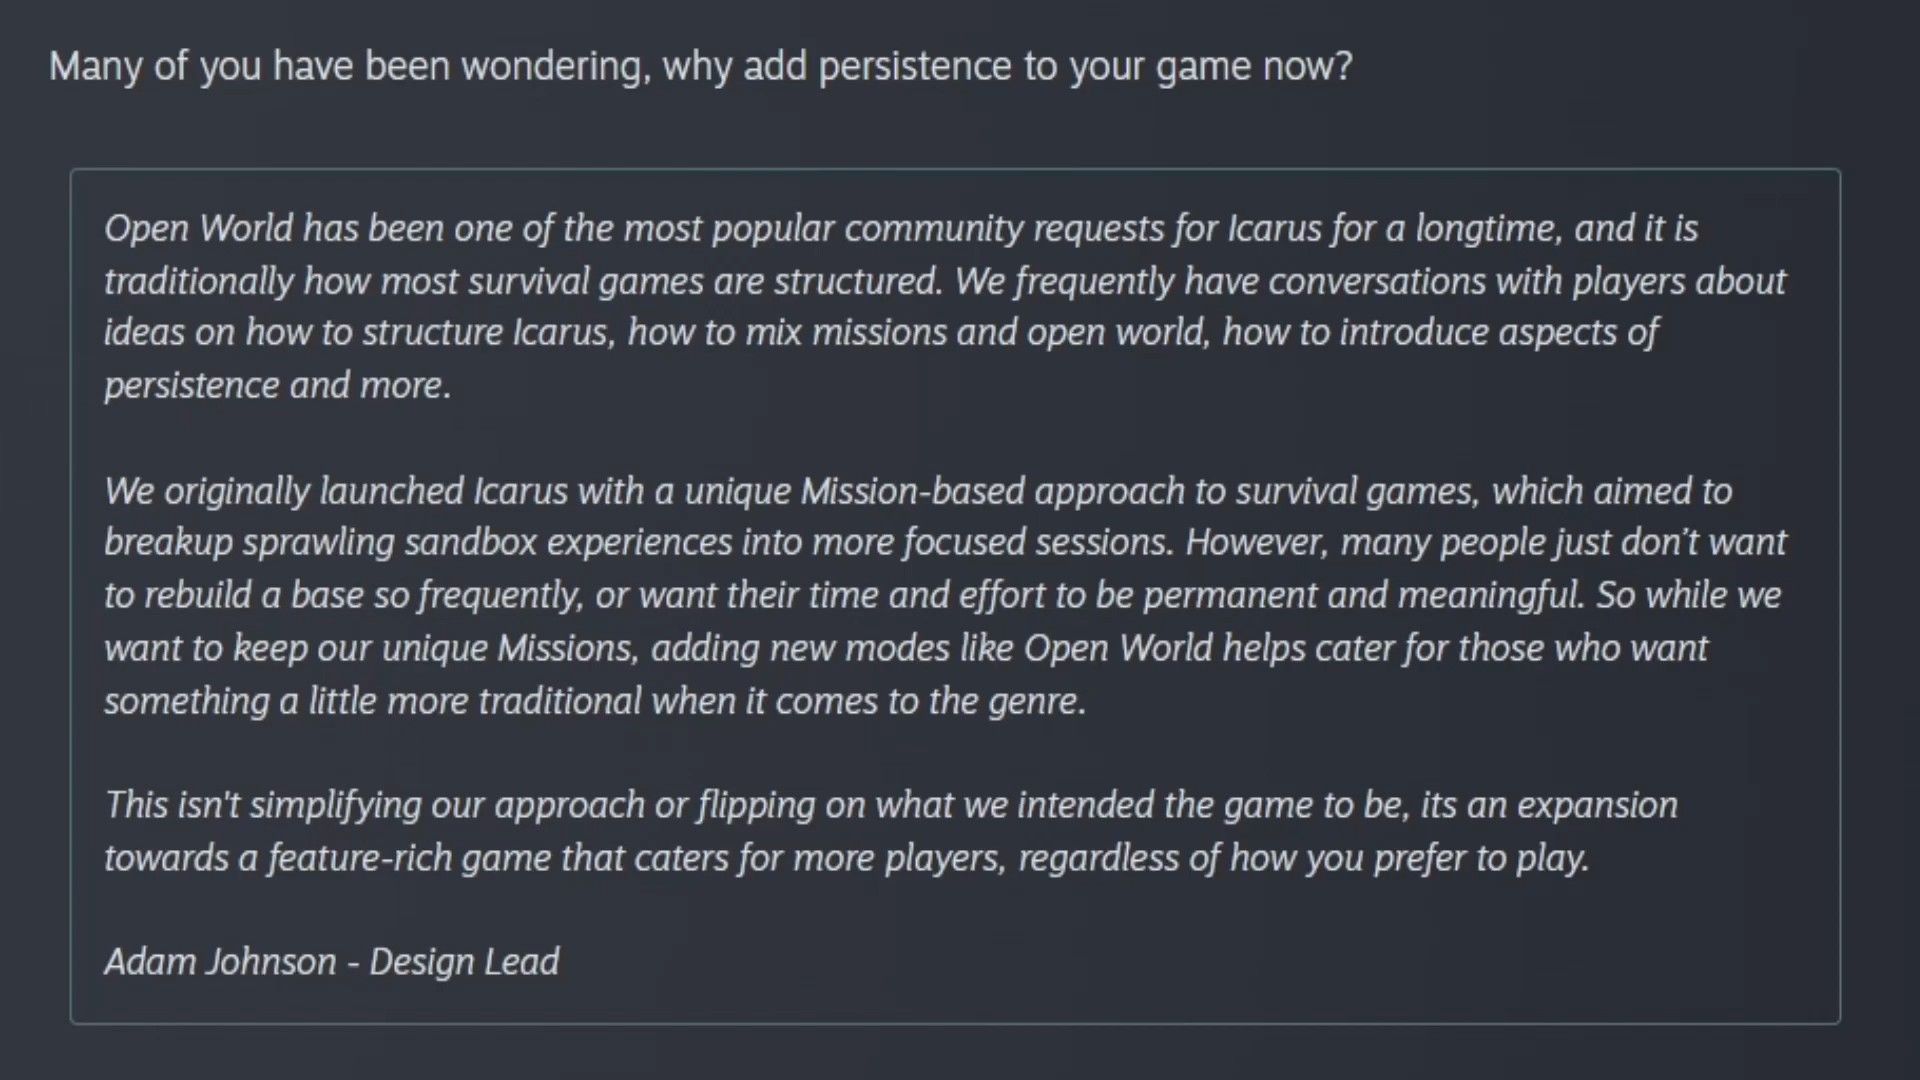 Many of you have been wondering, why add persistence to your game now?
Open World has been one of the most popular community requests for Icarus for a longtime, and it is
traditionally how most survival games are structured. We frequently have conversations with players about
ideas on how to structure Icarus, how to mix missions and open world, how to introduce aspects of
persistence and more.
We originally launched Icarus with a unique Mission-based approach to survival games, which aimed to
breakup sprawling sandbox experiences into more focused sessions. However, many people just don’t want
to rebuild a base so frequently, or want their time and effort to be permanent and meaningful. So while we
want to keep our unique Missions, adding new modes like Open World helps cater for those who want
something a little more traditional when it comes to the genre.
This isn't simplifying our approach or flipping on what we intended the game to be, its an expansion
towards a feature-rich game that caters for more players, regardless of how you prefer to play.
Adam Johnson - Design Lead